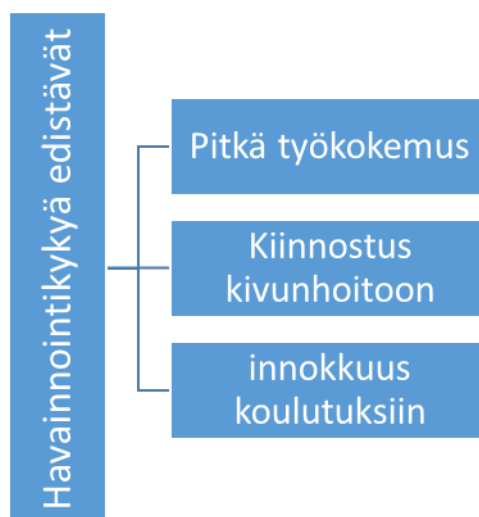 Havainnointikykyä edistävät
Pitkä työkokemus
Kiinnostus
kivunhoitoon
innokkuus
koulutuksiin